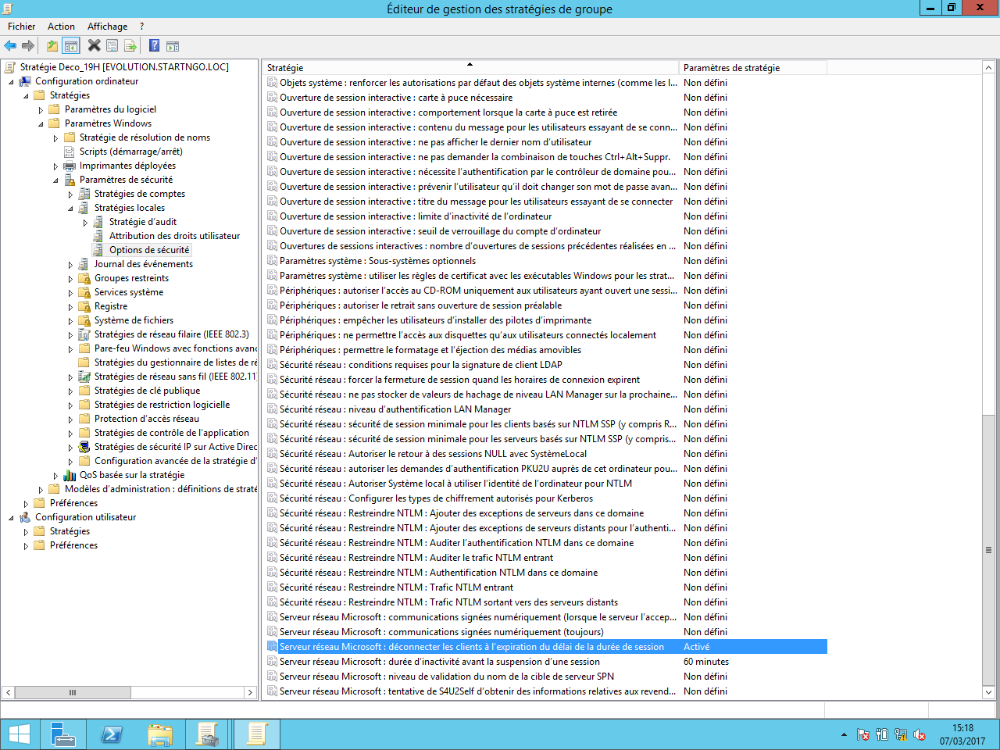 Éditeur de gestion des stratégies de groupe
Fichier Action Affichage ?
Stratégie Deco_19H [EVOLUTION.STARTNGO.LOC]
Configuration ordinateur
Stratégies
Paramètres du logiciel
Paramètres Windows
Stratégie de résolution de noms
Scripts (démarrage/arrêt)
Imprimantes déployées
Paramètres de sécurité
Stratégies de comptes
Stratégies locales
Stratégie d'audit
Attribution des droits utilisateur
Options de sécurité
Journal des événements
Groupes restreints
Services système
Registre
Système de fichiers
Stratégies de réseau filaire (IEEE 802.3)
Pare-feu Windows avec fonctions avanc
Stratégies du gestionnaire de listes de ré
Stratégies de réseau sans fil (IEEE 802.11)
Stratégies de clé publique
Stratégies de restriction logicielle
Protection d'accès réseau
Stratégies de contrôle de l'application
Stratégies de sécurité IP sur Active Direc
Configuration avancée de la stratégie d'
QoS basée sur la stratégie
Modèles d'administration : définitions de straté
Préférences
Configuration utilisateur
Stratégies
Préférences
Stratégie Paramètres de stratégie
Objets système : renforcer les autorisations par défaut des objets système internes (comme les l... Non défini
Ouverture de session interactive : carte à puce nécessaire Non défini
Ouverture de session interactive : comportement lorsque la carte à puce est retirée Non défini
Ouverture de session interactive : contenu du message pour les utilisateurs essayant de se conn... Non défini
Ouverture de session interactive : ne pas afficher le dernier nom d'utilisateur Non défini
Ouverture de session interactive : ne pas demander la combinaison de touches Ctrl+Alt+Suppr. Non défini
Ouverture de session interactive : nécessite l'authentification par le contrôleur de domaine pou... Non défini
Ouverture de session interactive : prévenir l'utilisateur qu'il doit changer son mot de passe avan... Non défini
Ouverture de session interactive : titre du message pour les utilisateurs essayant de se connecter Non défini
Ouverture de session interactive : limite d'inactivité de l'ordinateur Non défini
Ouverture de session interactive : seuil de verrouillage du compte d'ordinateur Non défini
Ouvertures de sessions interactives : nombre d'ouvertures de sessions précédentes réalisées en ... Non défini
Paramètres système : Sous-systèmes optionnels Non défini
Paramètres système : utiliser les règles de certificat avec les exécutables Windows pour les strat... Non défini
Périphériques : autoriser l'accès au CD-ROM uniquement aux utilisateurs ayant ouvert une sessi... Non défini
Périphériques : autoriser le retrait sans ouverture de session préalable Non défini
Périphériques : empêcher les utilisateurs d'installer des pilotes d'imprimante Non défini
Périphériques : ne permettre l'accès aux disquettes qu'aux utilisateurs connectés localement Non défini
Périphériques : permettre le formatage et l'éjection des médias amovibles Non défini
Sécurité réseau : conditions requises pour la signature de client LDAP Non défini
Sécurité réseau : forcer la fermeture de session quand les horaires de connexion expirent Non défini
Sécurité réseau : ne pas stocker de valeurs de hachage de niveau LAN Manager sur la prochaine... Non défini
Sécurité réseau : niveau d'authentification LAN Manager Non défini
Sécurité réseau : sécurité de session minimale pour les clients basés sur NTLM SSP (y compris R... Non défini
Sécurité réseau : sécurité de session minimale pour les serveurs basés sur NTLM SSP (y compris... Non défini
Sécurité réseau : Autoriser le retour à des sessions NULL avec SystèmeLocal Non défini
Sécurité réseau : autoriser les demandes d'authentification PKU2U auprès de cet ordinateur pou... Non défini
Sécurité réseau : Autoriser Système local à utiliser l'identité de l'ordinateur pour NTLM Non défini
Sécurité réseau : Configurer les types de chiffrement autorisés pour Kerberos Non défini
Sécurité réseau : Restreindre NTLM : Ajouter des exceptions de serveurs dans ce domaine Non défini
Sécurité réseau : Restreindre NTLM : Ajouter des exceptions de serveurs distants pour l'authenti... Non défini
Sécurité réseau : Restreindre NTLM : Auditer l'authentification NTLM dans ce domaine Non défini
Sécurité réseau : Restreindre NTLM : Auditer le trafic NTLM entrant Non défini
Sécurité réseau : Restreindre NTLM : Authentification NTLM dans ce domaine Non défini
Sécurité réseau : Restreindre NTLM : Trafic NTLM entrant Non défini
Sécurité réseau : Restreindre NTLM : Trafic NTLM sortant vers des serveurs distants Non défini
Serveur réseau Microsoft : communications signées numériquement (lorsque le serveur l'accep... Non défini
Serveur réseau Microsoft : communications signées numériquement (toujours) Non défini
Serveur réseau Microsoft : déconnecter les clients à l'expiration du délai de la durée de session Activé
Serveur réseau Microsoft : durée d'inactivité avant la suspension d'une session 60 minutes
Serveur réseau Microsoft : niveau de validation du nom de la cible de serveur SPN Non défini
Serveur réseau Microsoft : tentative de S4U2Self d'obtenir des informations relatives aux revend... Non défini
15:18
07/03/2017